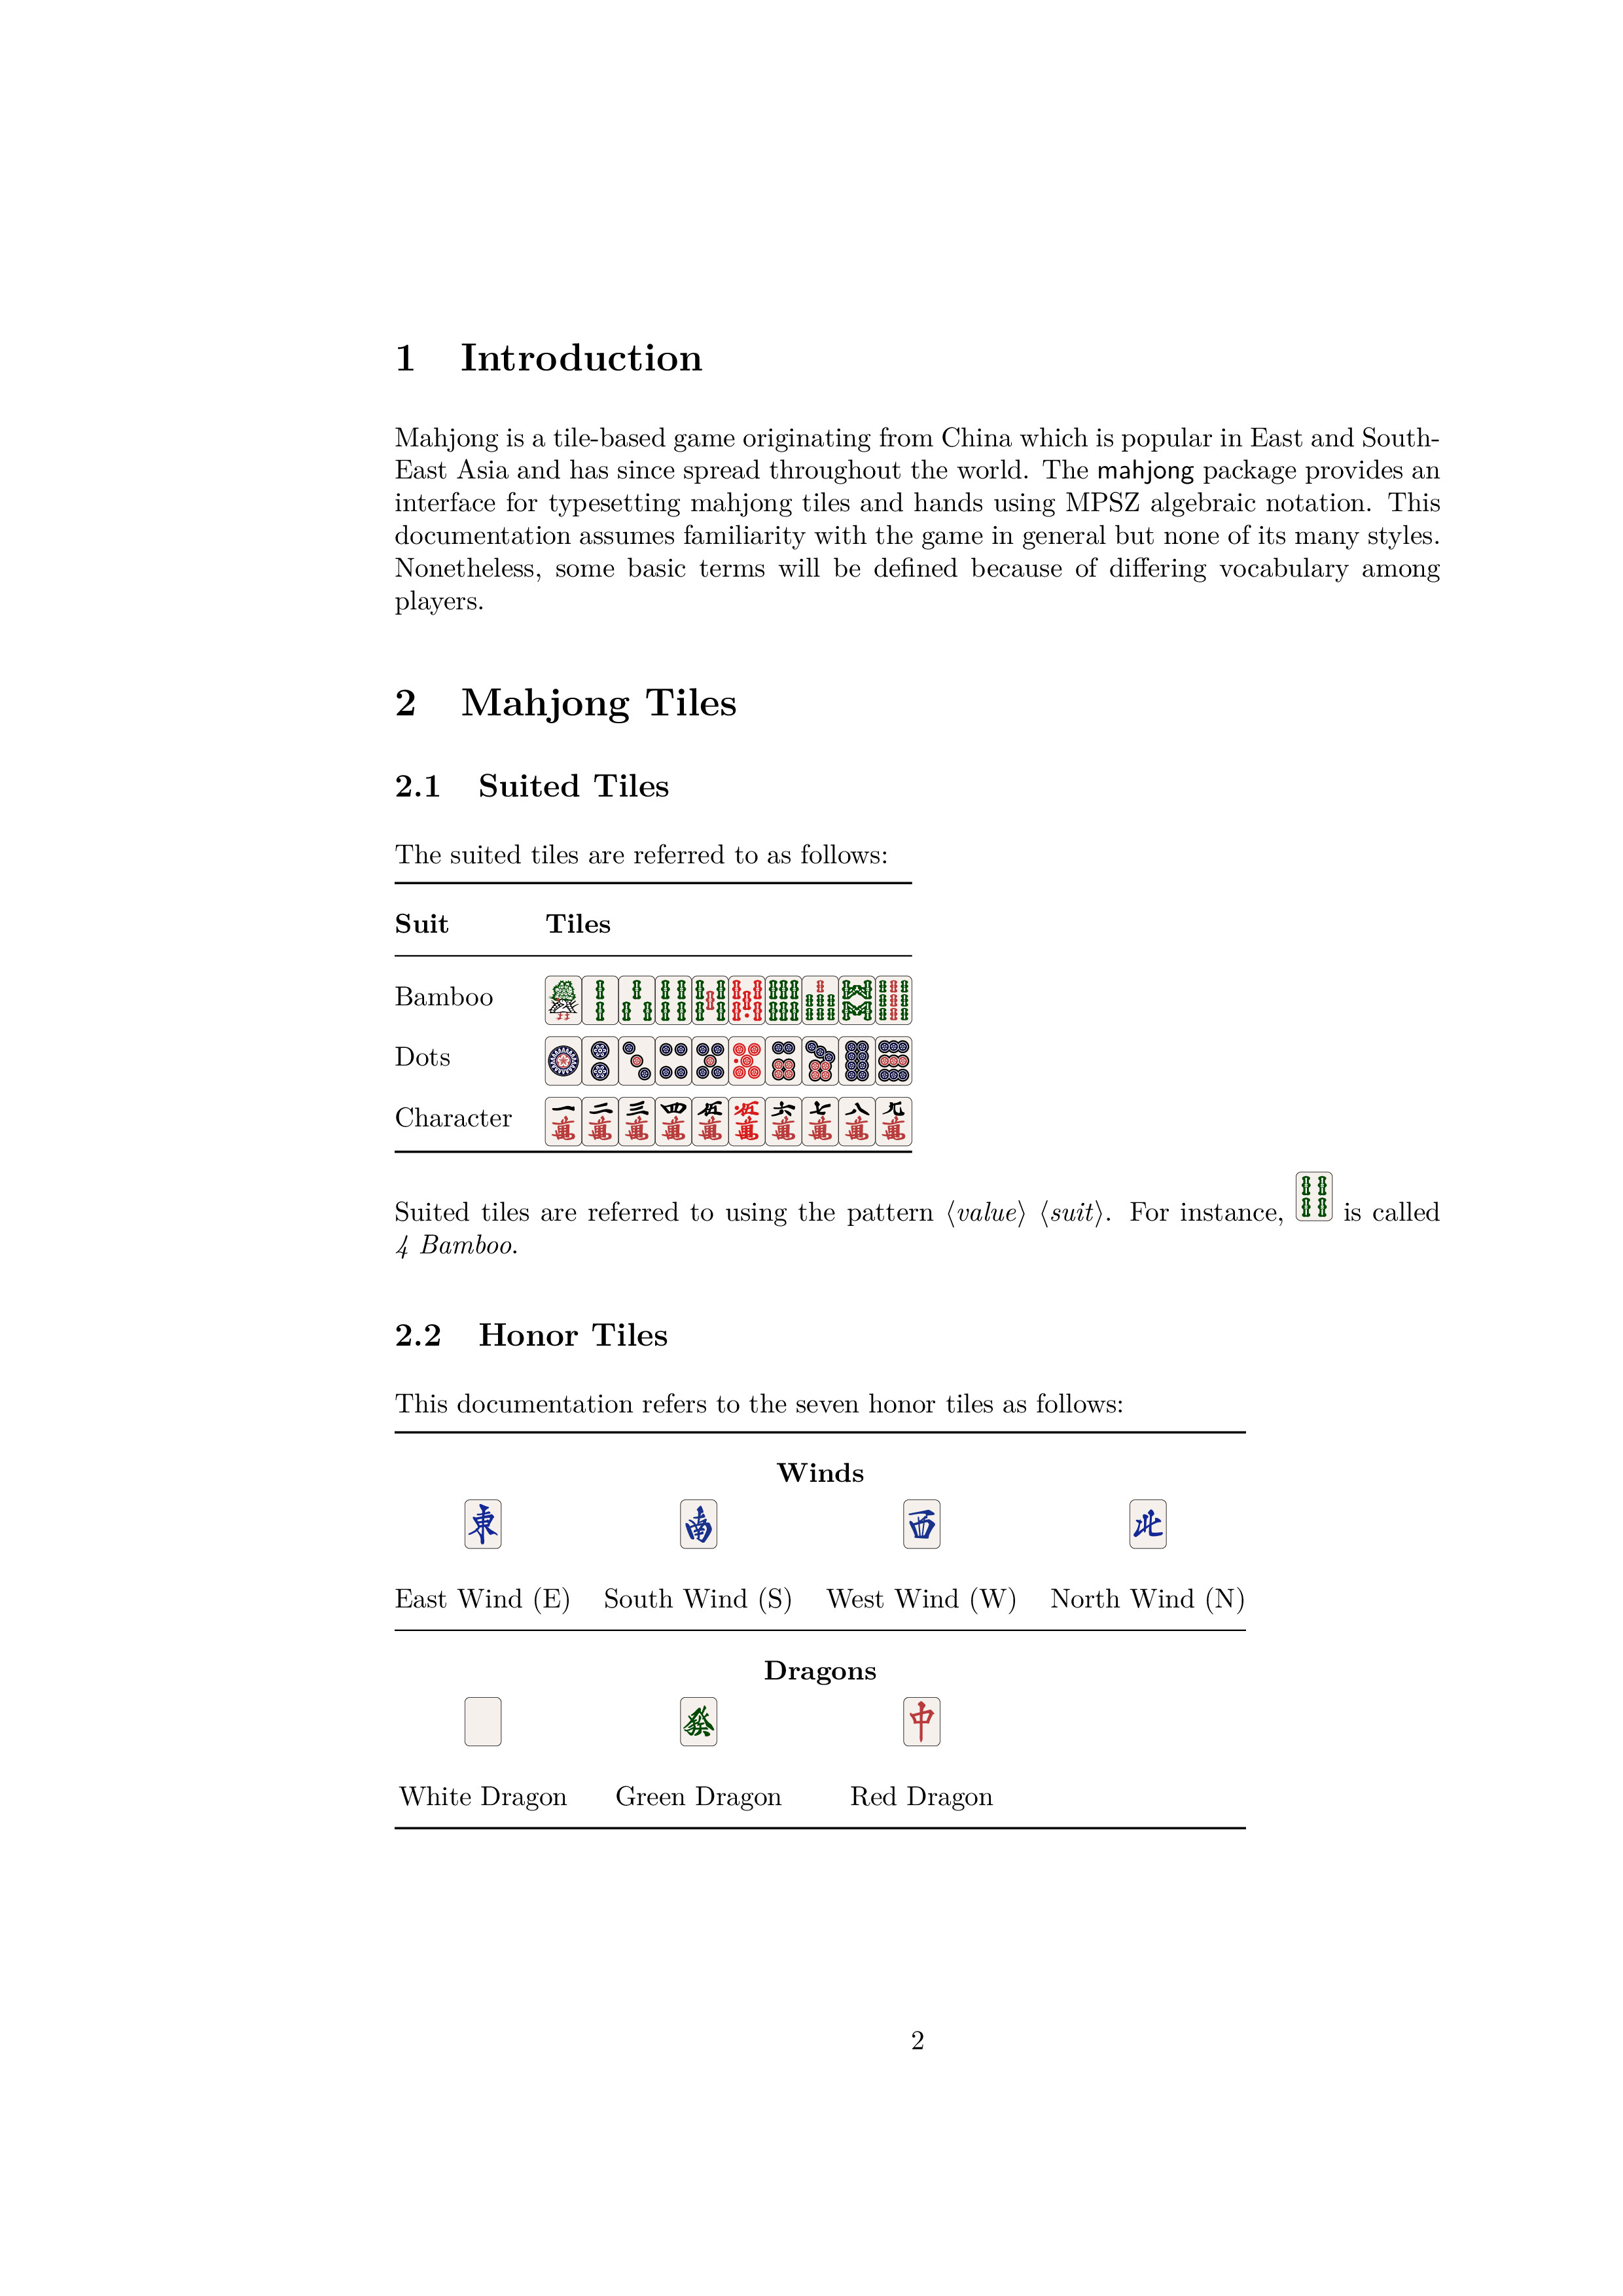 1 Introduction
Mahjong is a tile-based game originating from China which is popular in East and South-
East Asia and has since spread throughout the world. The mahjong package provides an
interface for typesetting mahjong tiles and hands using MPSZ algebraic notation. This
documentation assumes familiarity with the game in general but none of its many styles.
Nonetheless, some basic terms will be defined because of differing vocabulary among
players.
2 Mahjong Tiles
2.1 Suited Tiles
The suited tiles are referred to as follows:
Suit Tiles
Bamboo
Dots
Character 一萬 二萬 三萬 四萬 伍萬 伍萬 六萬 七萬 八萬 九萬
Suited tiles are referred to using the pattern ⟨value⟩ ⟨suit⟩. For instance, is called
4 Bamboo.
2.2 Honor Tiles
This documentation refers to the seven honor tiles as follows:
Winds
東 南 西 北
East Wind (E) South Wind (S) West Wind (W) North Wind (N)
Dragons
發 中
White Dragon Green Dragon Red Dragon
2